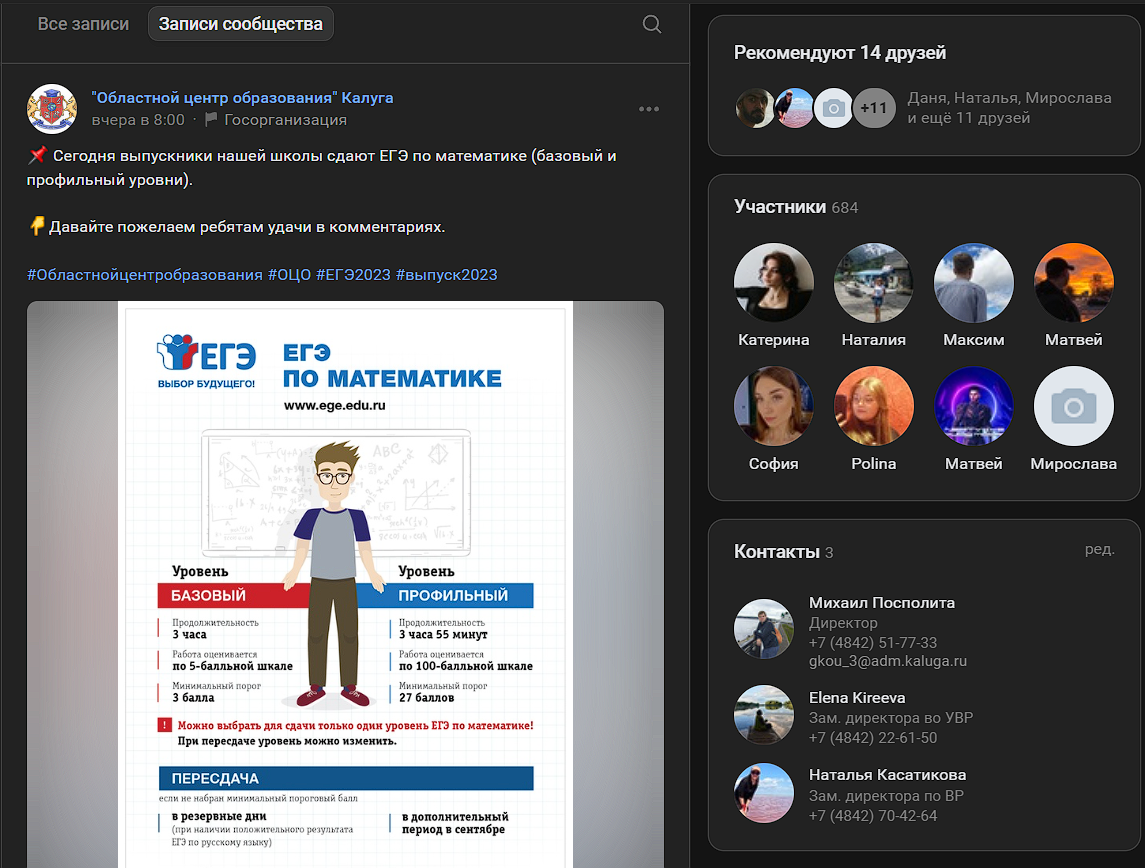 Все записи
Записи сообщества
"Областной центр образования" Калуга
вчера в 8:00 · Госорганизация
📌 Сегодня выпускники нашей школы сдают ЕГЭ по математике (базовый и
профильный уровни).
👇Давайте пожелаем ребятам удачи в комментариях.
#Областнойцентробразования #ОЦО #ЕГЭ2023 #выпуск2023
ЕГЭ
ВЫБОР БУДУЩЕГО!
ЕГЭ
ПО МАТЕМАТИКЕ
www.ege.edu.ru
ABC
Уровень
БАЗОВЫЙ
Продолжительность
3 часа
Работа оценивается
по 5-балльной шкале
Минимальный порог
3 балла
Уровень
ПРОФИЛЬНЫЙ
Продолжительность
3 часа 55 минут
Работа оценивается
по 100-балльной шкале
Минимальный порог
27 баллов
! Можно выбрать для сдачи только один уровень ЕГЭ по математике!
При пересдаче уровень можно изменить.
ПЕРЕСДАЧА
если не набран минимальный пороговый балл
в резервные дни
(при наличии положительного результата
ЕГЭ по русскому языку)
в дополнительный
период в сентябре
Рекомендуют 14 друзей
+11
Даня, Наталья, Мирослава
и ещё 11 друзей
Участники 684
Катерина
Наталия
Максим
Матвей
София
Polina
Матвей
Мирослава
Контакты 3
ред.
Михаил Посполита
Директор
+7 (4842) 51-77-33
gkou_3@adm.kaluga.ru
Elena Kireeva
Зам. директора во УВР
+7 (4842) 22-61-50
Наталья Касатикова
Зам. директора по ВР
+7 (4842) 70-42-64